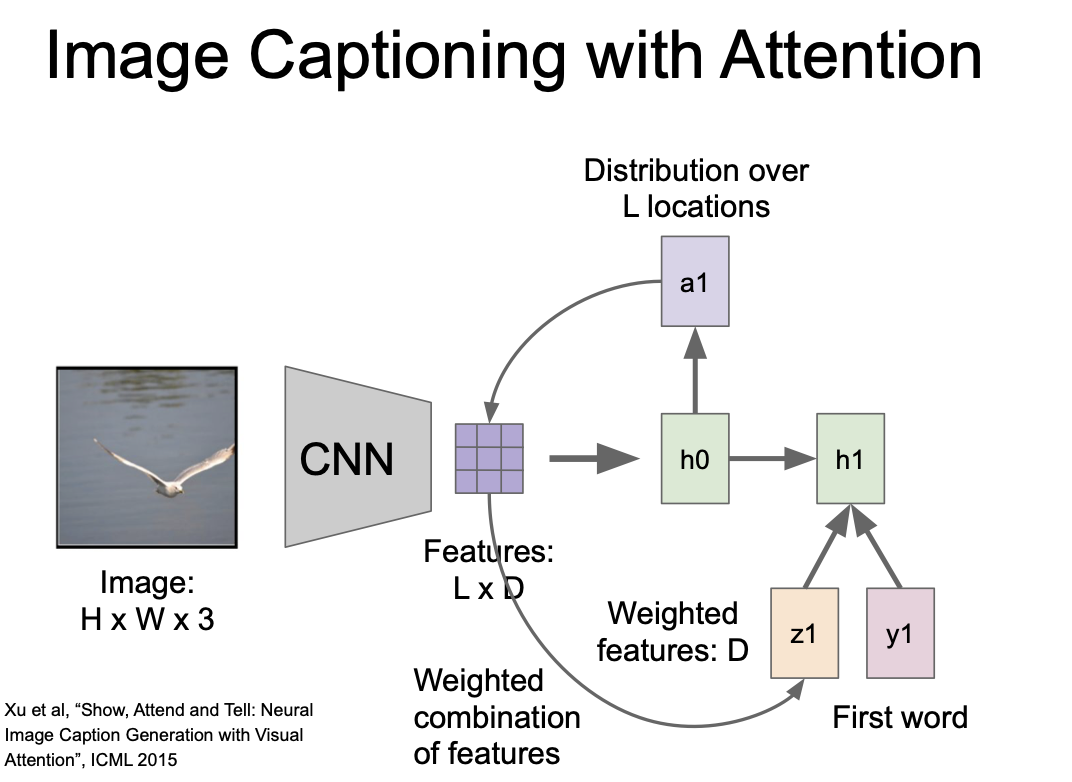 Image Captioning with Attention
Distribution over
L locations
a1
CNN
h0
h1
Features:
L x D
Image:
H x W x 3
Weighted
features: D
z1
y1
First word
Weighted
combination
of features
Xu et al, “Show, Attend and Tell: Neural
Image Caption Generation with Visual
Attention”, ICML 2015